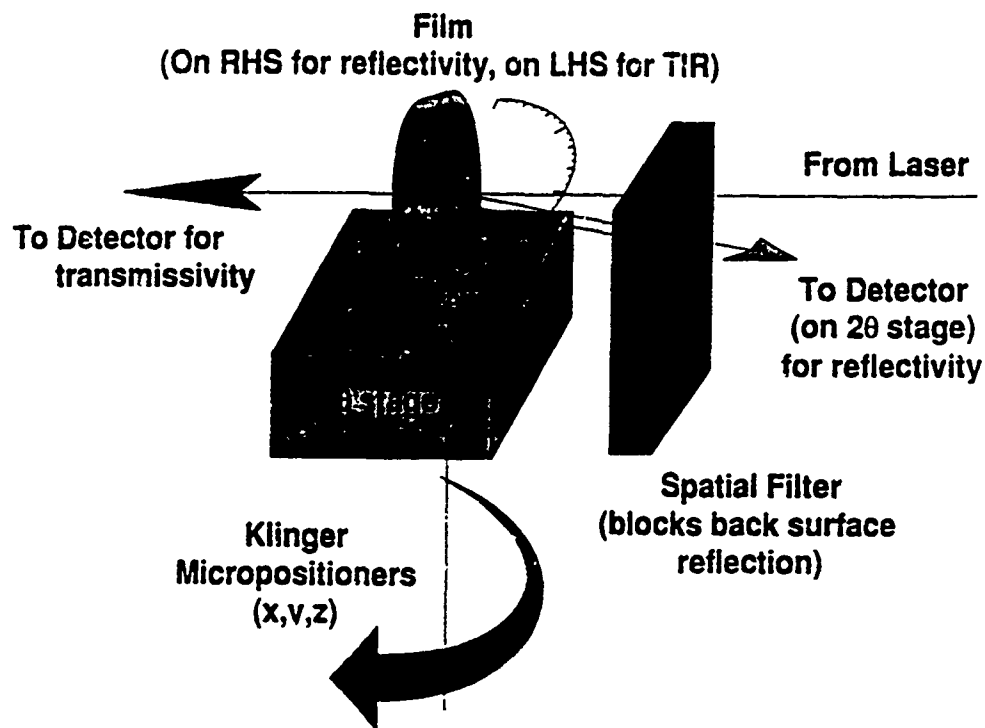 Film
(On RHS for reflectivity, on LHS for TIR)
From Laser
To Detector for
transmissivity
To Detector
(on 2θ stage)
for reflectivity
stage
Spatial Filter
(blocks back surface
reflection)
Klinger
Micropositioners
(x,v,z)